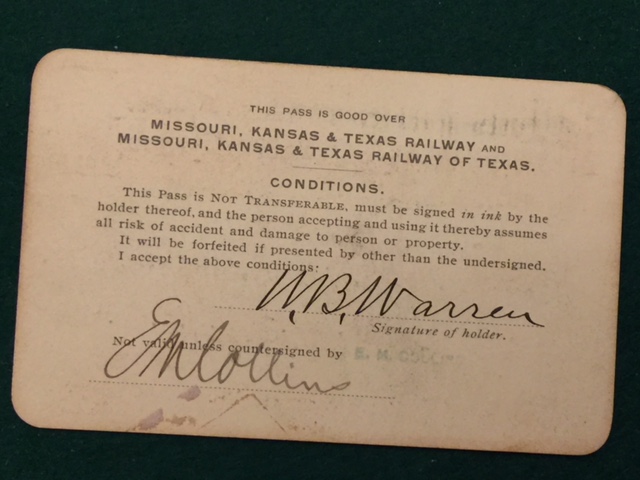 THIS PASS IS GOOD OVER
MISSOURI, KANSAS & TEXAS RAILWAY AND
MISSOURI, KANSAS & TEXAS RAILWAY OF TEXAS.
CONDITIONS.
This Pass is NOT TRANSFERABLE, must be signed in ink by the
holder thereof, and the person accepting and using it thereby assumes
all risk of accident and damage to person or property.
It will be forfeited if presented by other than the undersigned.
I accept the above conditions:
W.B. Warren
Signature of holder.
Not valid unless countersigned by E. M.
E M Collins